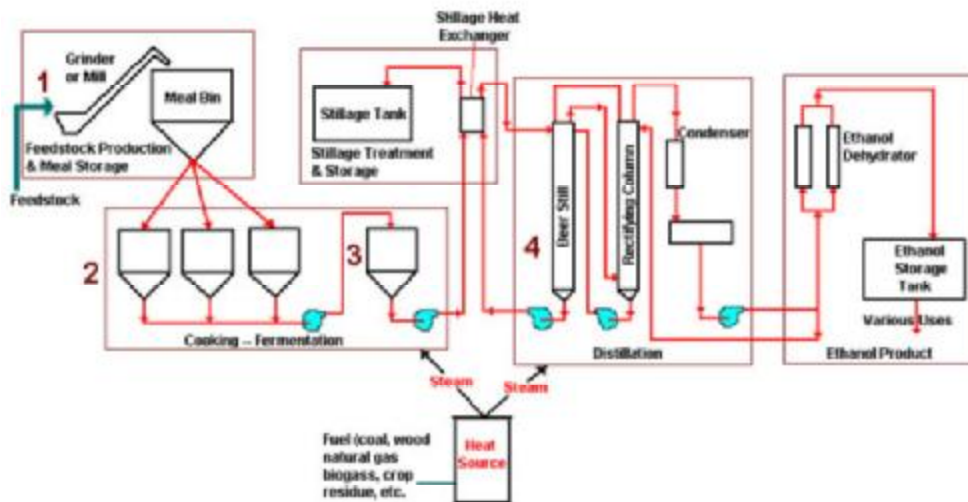 1
Grinder
or Mill
Meal Bin
Feedstock Production
& Meal Storage
Feedstock
Stillage Heat
Exchanger
Stillage Tank
Stillage Treatment
& Storage
2
3
Cooking -- Fermentation
4
Beer Still
Rectifying Column
Condenser
Distillation
Ethanol
Dehydrator
Ethanol
Storage
Tank
Various Uses
Ethanol Product
Steam
Steam
Fuel (coal, wood
natural gas
biogass, crop
residue, etc.
Heat
Source